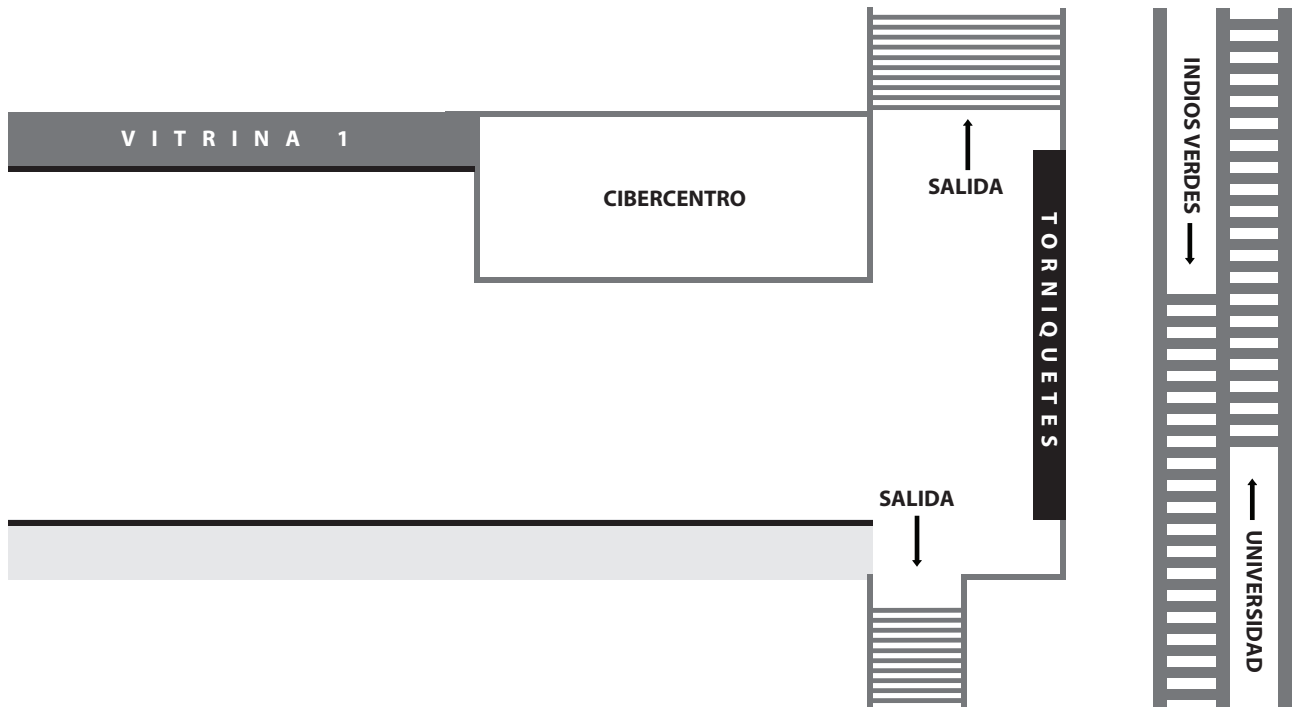 VITRINA 1
CIBERCENTRO
SALIDA
TORNIQUETES
SALIDA
INDIOS VERDES
UNIVERSIDAD